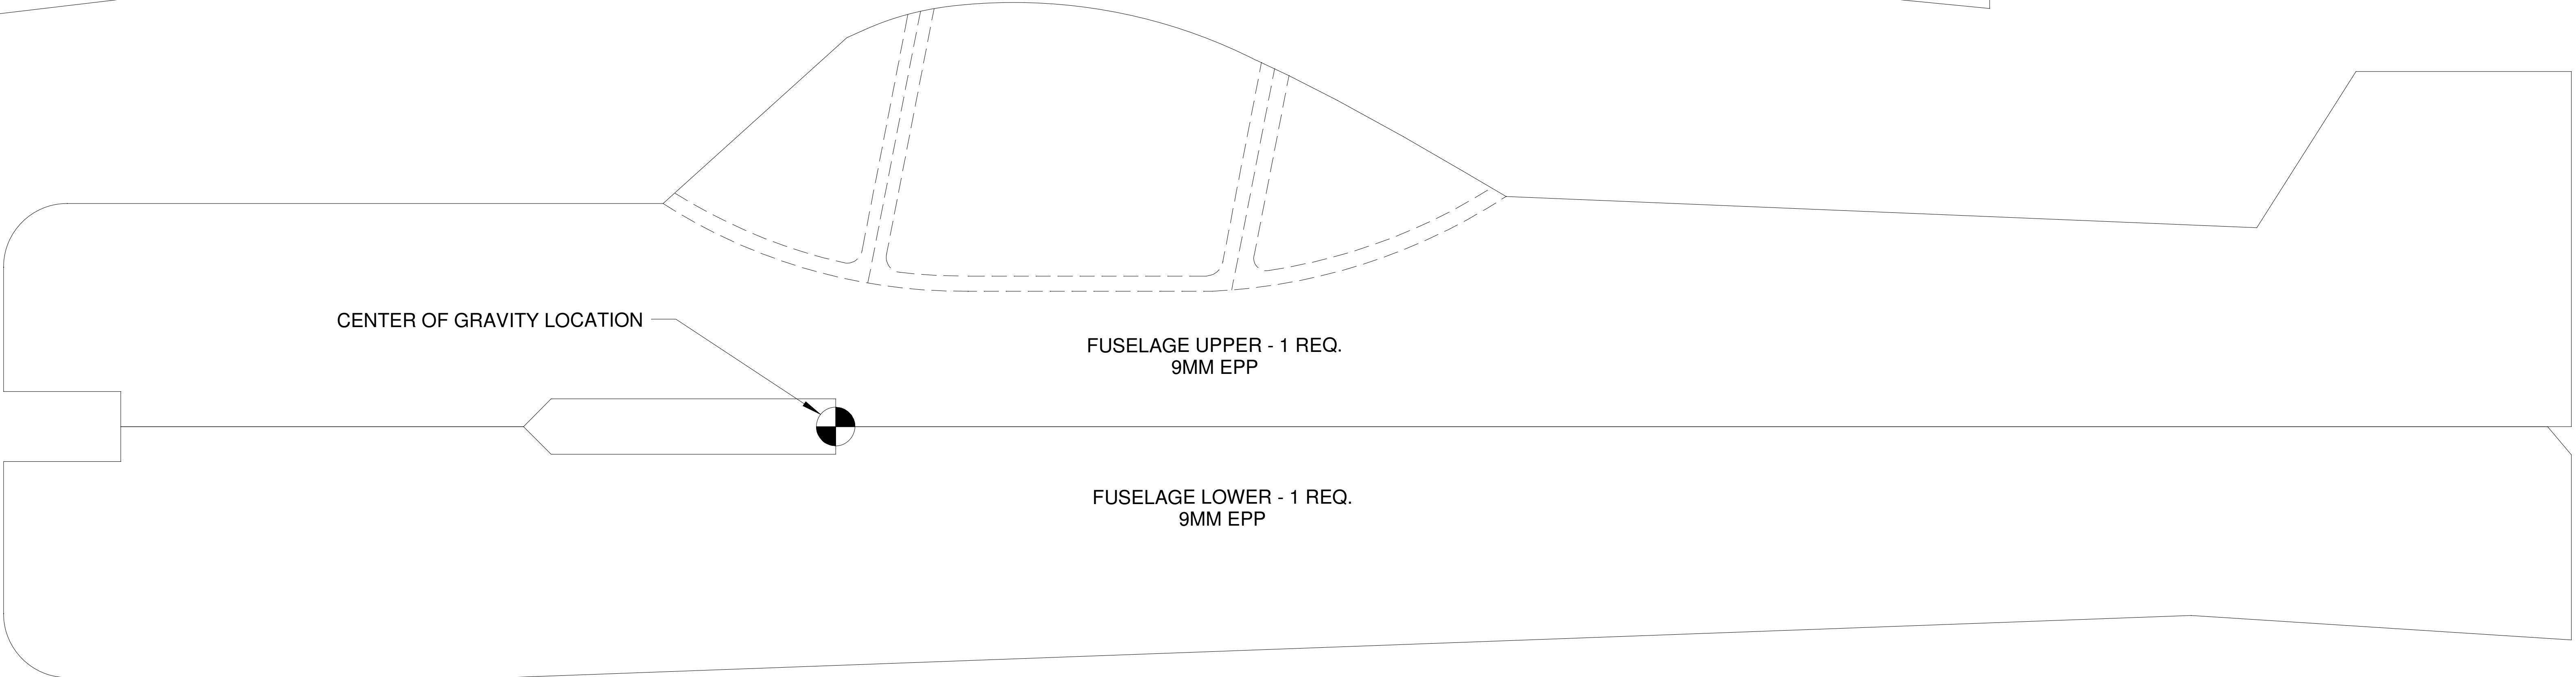 CENTER OF GRAVITY LOCATION
FUSELAGE UPPER - 1 REQ.
9MM EPP
FUSELAGE LOWER - 1 REQ.
9MM EPP